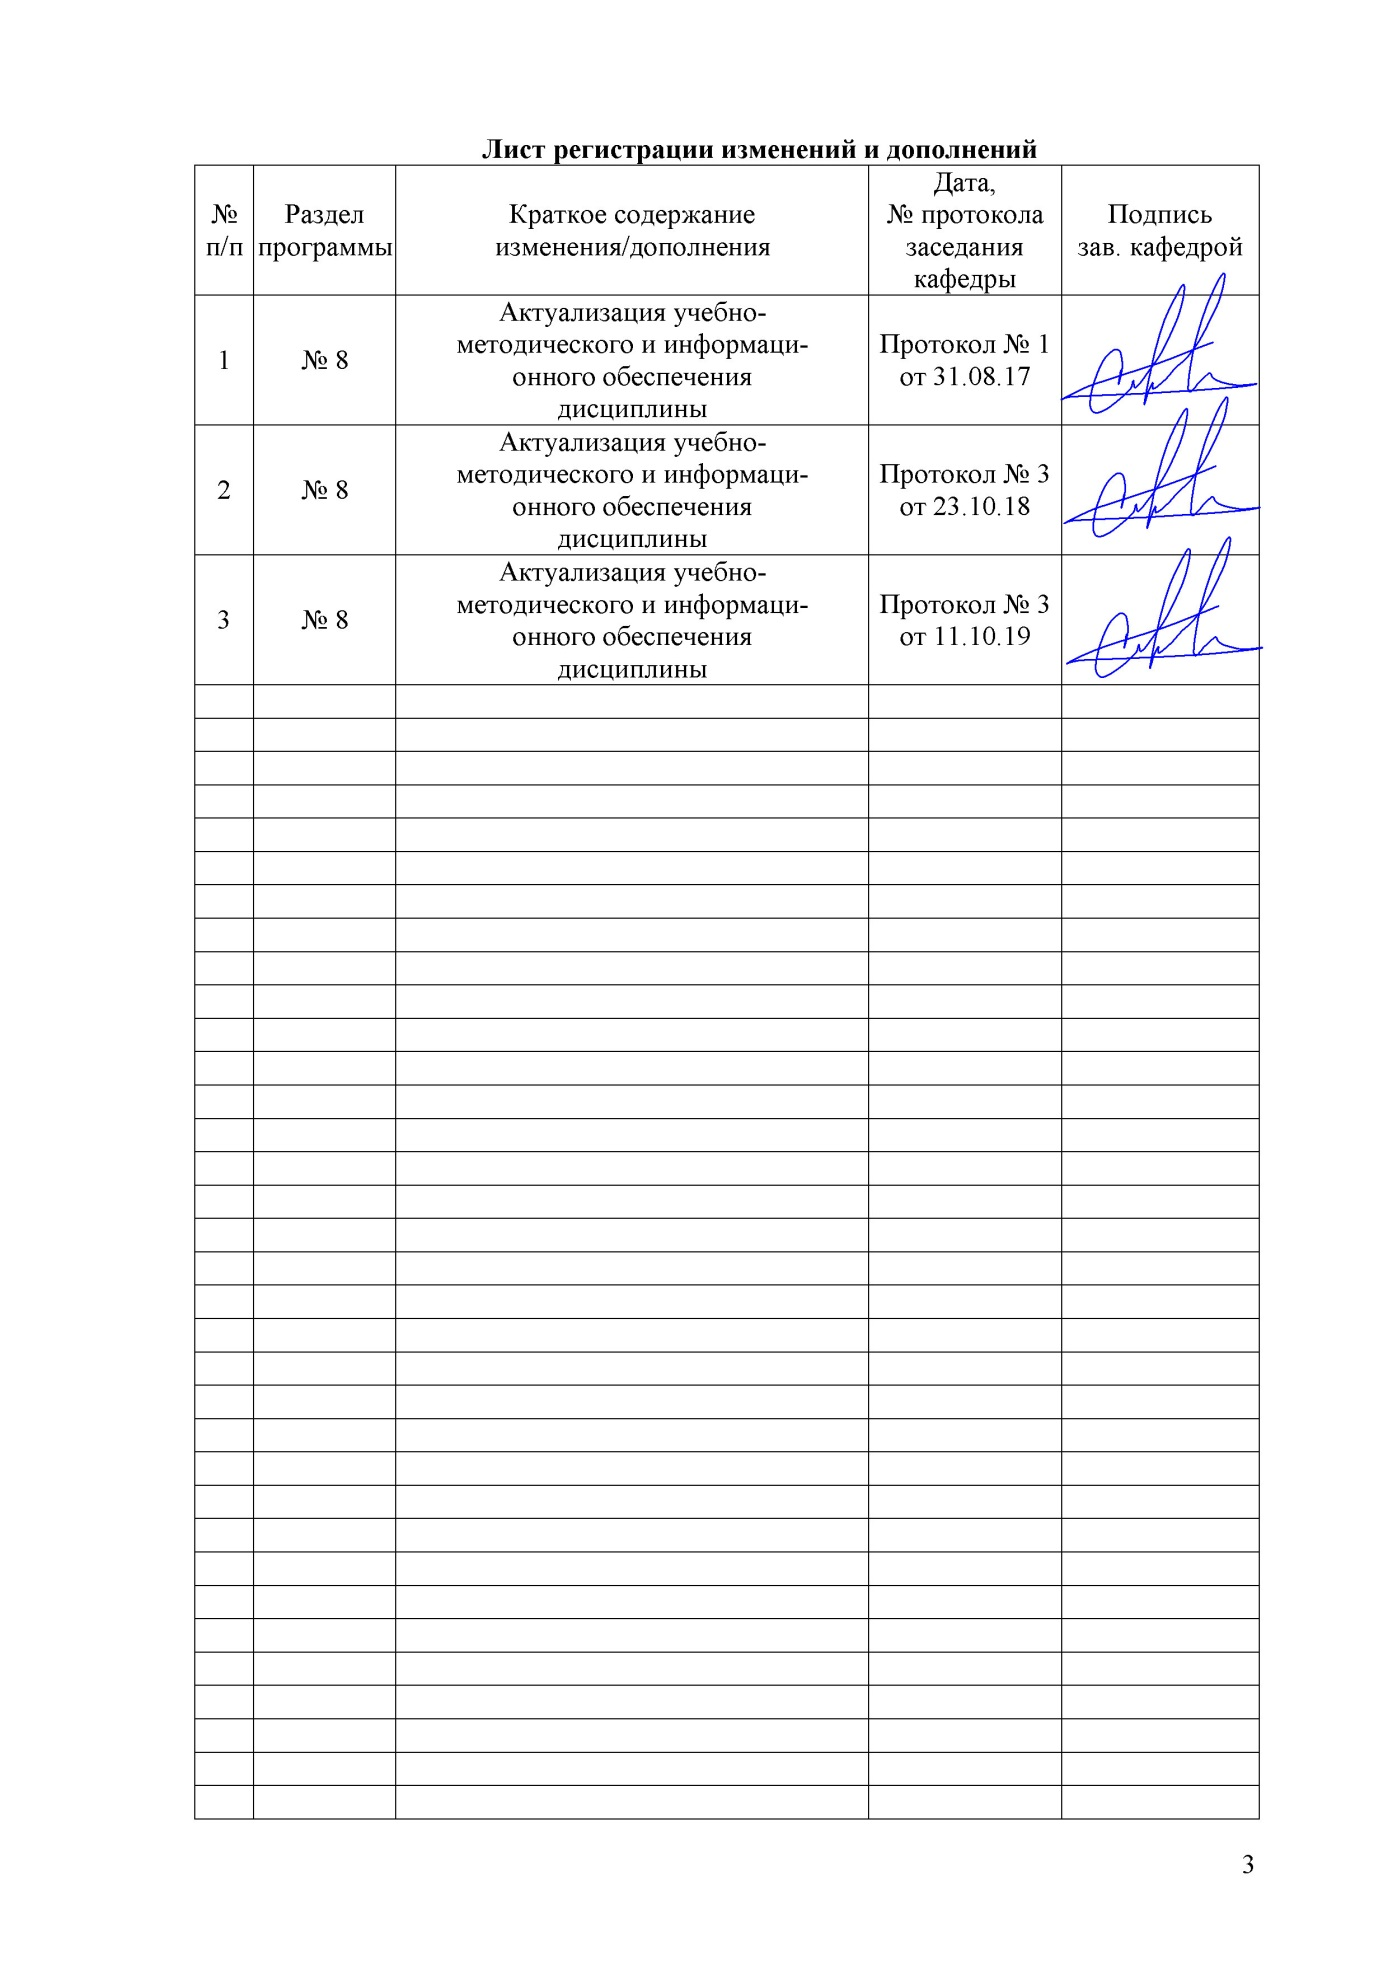 Лист регистрации изменений и дополнений
№
п/п
Раздел
программы
Краткое содержание
изменения/дополнения
Дата,
№ протокола
заседания
кафедры
Подпись
зав. кафедрой
1
№ 8
Актуализация учебно-
методического и информаци-
онного обеспечения
дисциплины
Протокол № 1
от 31.08.17
2
№ 8
Актуализация учебно-
методического и информаци-
онного обеспечения
дисциплины
Протокол № 3
от 23.10.18
3
№ 8
Актуализация учебно-
методического и информаци-
онного обеспечения
дисциплины
Протокол № 3
от 11.10.19
3